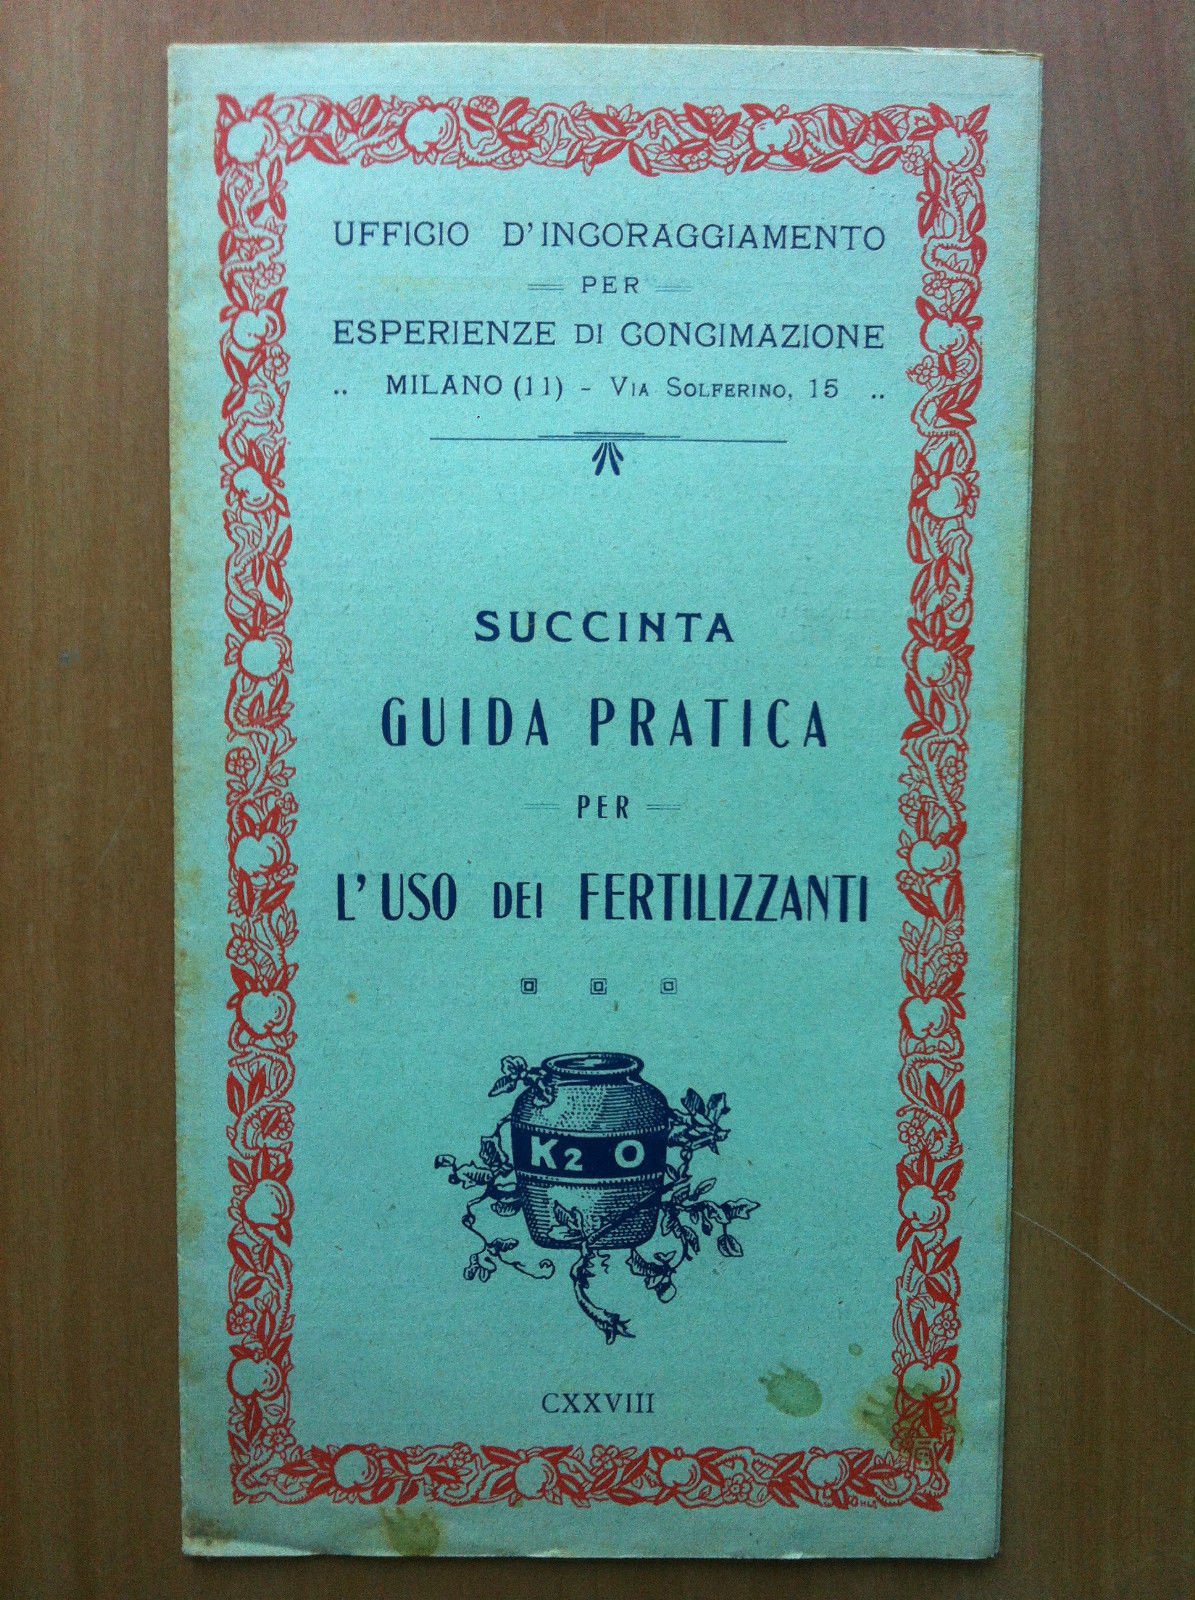 UFFICIO D'INCORAGGIAMENTO
PER
ESPERIENZE DI CONCIMAZIONE
.. MILANO (11) - VIA SOLFERINO, 15 ..
SUCCINTA
GUIDA PRATICA
PER
L'USO DEI FERTILIZZANTI
K2 O
CXXVIII